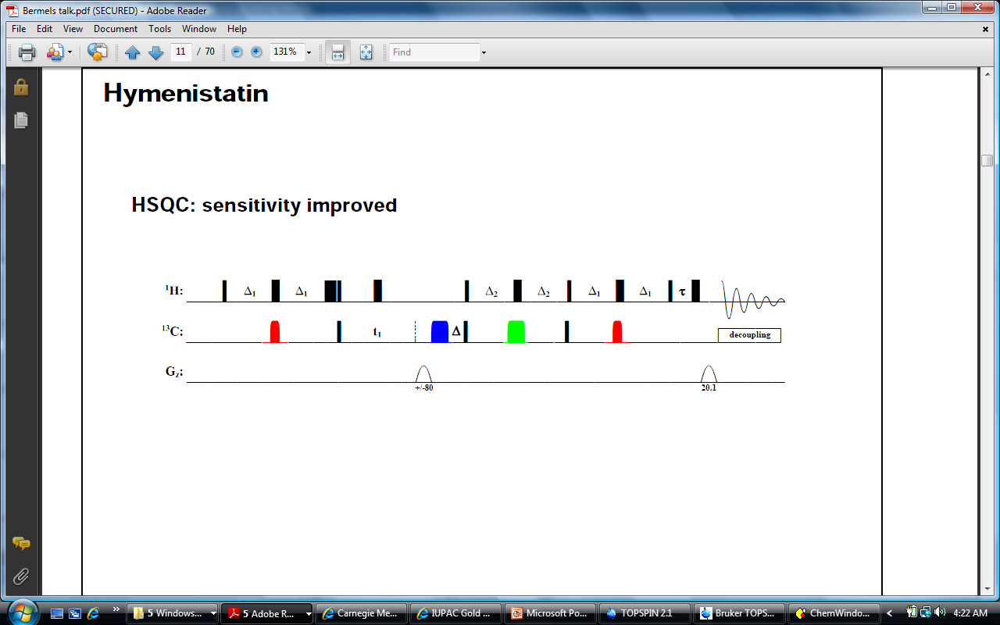 Bermels talk.pdf (SECURED) - Adobe Reader
File Edit View Document Tools Window Help
11 / 70 131% Find
Hymenistatin
HSQC: sensitivity improved
¹H: Δ₁ Δ₁ Δ₂ Δ₂ Δ₁ Δ₁ τ
¹³C: t₁ Δ decoupling
G_z:
+/-80 20.1
5 Windows... 5 Adobe R... Carnegie Me... IUPAC Gold ... Microsoft Po... TOPSPIN 2.1 Bruker TOPS... ChemWindo... 4:22 AM